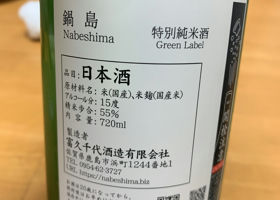 鍋島
Nabeshima
特別純米酒
Green Label
品目:日本酒
原材料名:米(国産)、米麹(国産米)
アルコール分:15度
精米歩合:55%
内容量:720ml
製造者
富久千代酒造有限会社
佐賀県鹿島市浜町1244番地1
TEL 0954-62-3727
URL https://nabeshima.biz